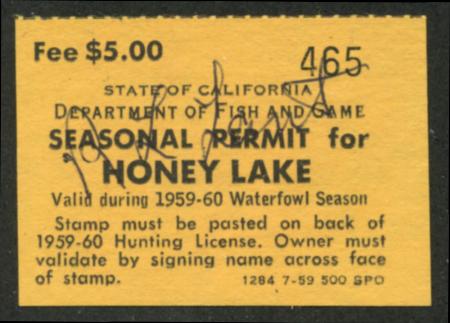 Fee $5.00 465
STATE OF CALIFORNIA
DEPARTMENT OF FISH AND GAME
SEASONAL PERMIT for
HONEY LAKE
Valid during 1959-60 Waterfowl Season
Stamp must be pasted on back of
1959-60 Hunting License. Owner must
validate by signing name across face
of stamp. 1284 7-59 500 SPO